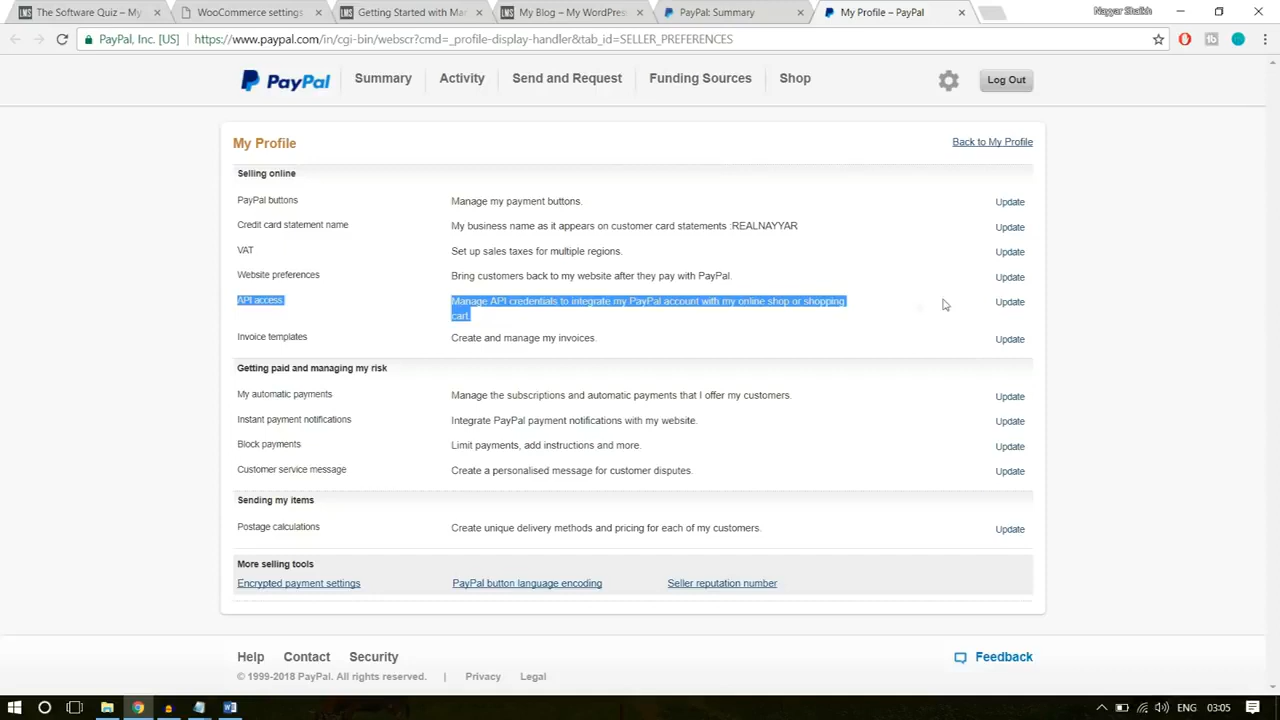 The Software Quiz – My
WooCommerce settings
Getting Started with Mar
My Blog – My WordPres
PayPal: Summary
My Profile – PayPal
Nayyar Shaikh
PayPal, Inc. [US]
https://www.paypal.com/in/cgi-bin/webscr?cmd=_profile-display-handler&tab_id=SELLER_PREFERENCES
PayPal
Summary
Activity
Send and Request
Funding Sources
Shop
Log Out
My Profile
Back to My Profile
Selling online
PayPal buttons
Manage my payment buttons.
Update
Credit card statement name
My business name as it appears on customer card statements :REALNAYYAR
Update
VAT
Set up sales taxes for multiple regions.
Update
Website preferences
Bring customers back to my website after they pay with PayPal.
Update
API access
Manage API credentials to integrate my PayPal account with my online shop or shopping
cart.
Update
Invoice templates
Create and manage my invoices.
Update
Getting paid and managing my risk
My automatic payments
Manage the subscriptions and automatic payments that I offer my customers.
Update
Instant payment notifications
Integrate PayPal payment notifications with my website.
Update
Block payments
Limit payments, add instructions and more.
Update
Customer service message
Create a personalised message for customer disputes.
Update
Sending my items
Postage calculations
Create unique delivery methods and pricing for each of my customers.
Update
More selling tools
Encrypted payment settings
PayPal button language encoding
Seller reputation number
Help
Contact
Security
Feedback
© 1999-2018 PayPal. All rights reserved.
|
Privacy
Legal
ENG
03:05